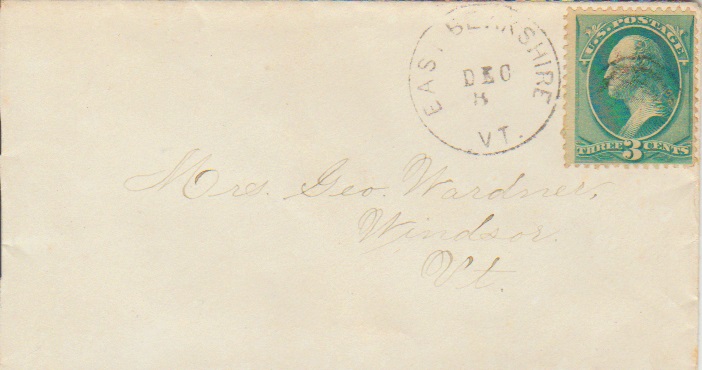 EAST BERKSHIRE
DEC
8
VT.
U.S. POSTAGE
THREE 3 CENTS
Mrs. Geo. Wardner,
Windsor.
Vt.